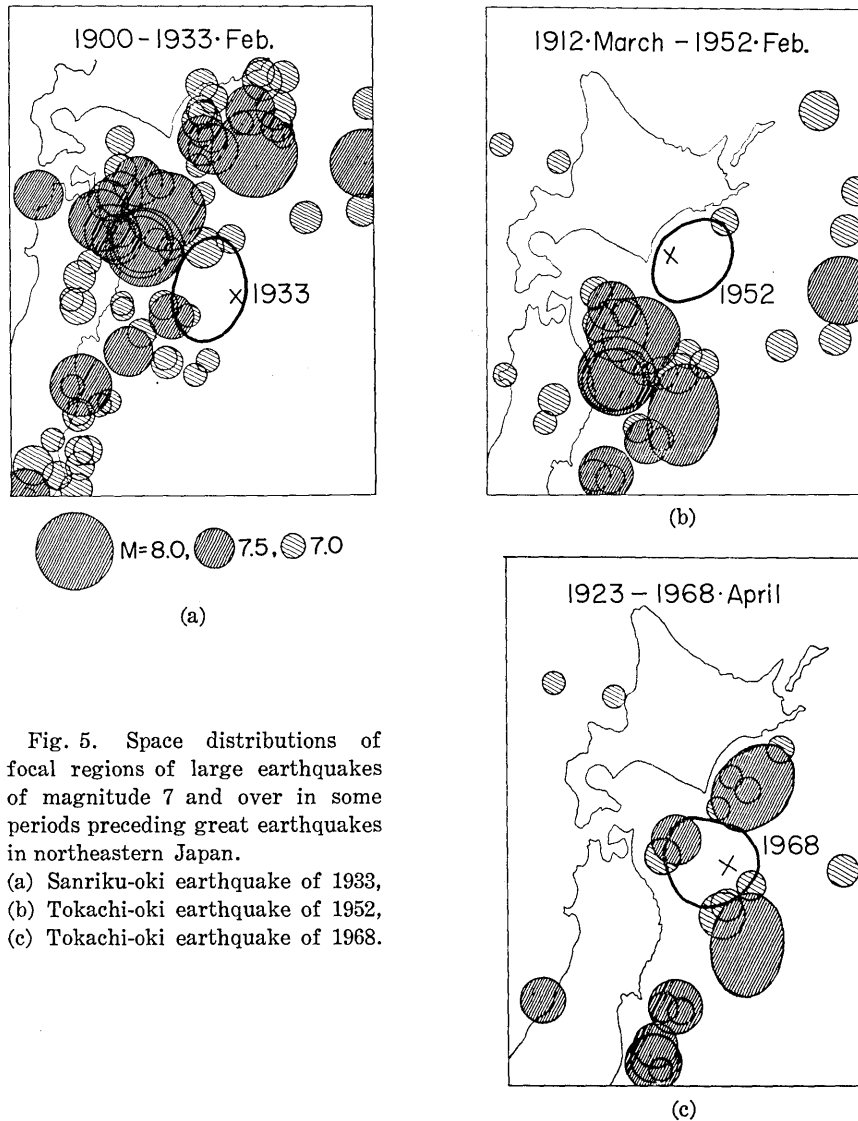 1900-1933·Feb.
1933
M=8.0, 7.5, 7.0
(a)
1912·March - 1952·Feb.
1952
(b)
1923 - 1968·April
1968
(c)
Fig. 5. Space distributions of
focal regions of large earthquakes
of magnitude 7 and over in some
periods preceding great earthquakes
in northeastern Japan.
(a) Sanriku-oki earthquake of 1933,
(b) Tokachi-oki earthquake of 1952,
(c) Tokachi-oki earthquake of 1968.